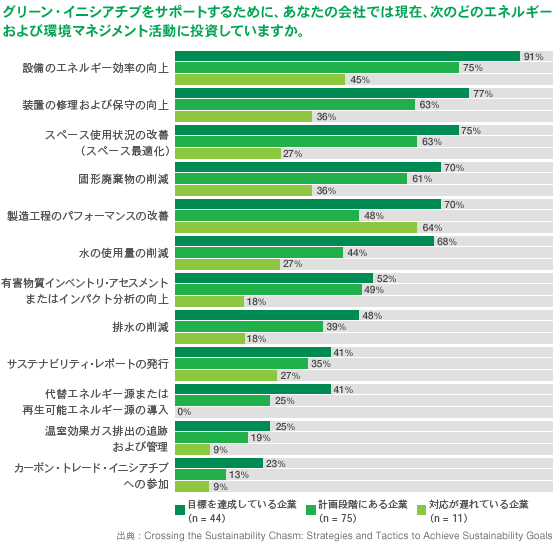 グリーン・イニシアチブをサポートするために、あなたの会社では現在、次のどのエネルギー
および環境マネジメント活動に投資していますか。
設備のエネルギー効率の向上
91%
75%
45%
装置の修理および保守の向上
77%
63%
36%
スペース使用状況の改善
（スペース最適化）
75%
63%
27%
固形廃棄物の削減
70%
61%
36%
製造工程のパフォーマンスの改善
70%
48%
64%
水の使用量の削減
68%
44%
27%
有害物質インベントリ・アセスメント
またはインパクト分析の向上
52%
49%
18%
排水の削減
48%
39%
18%
サステナビリティ・レポートの発行
41%
35%
27%
代替エネルギー源または
再生可能エネルギー源の導入
41%
25%
0%
温室効果ガス排出の追跡
および管理
25%
19%
9%
カーボン・トレード・イニシアチブ
への参加
23%
13%
9%
目標を達成している企業
(n = 44)
計画段階にある企業
(n = 75)
対応が遅れている企業
(n = 11)
出典 : Crossing the Sustainability Chasm: Strategies and Tactics to Achieve Sustainability Goals